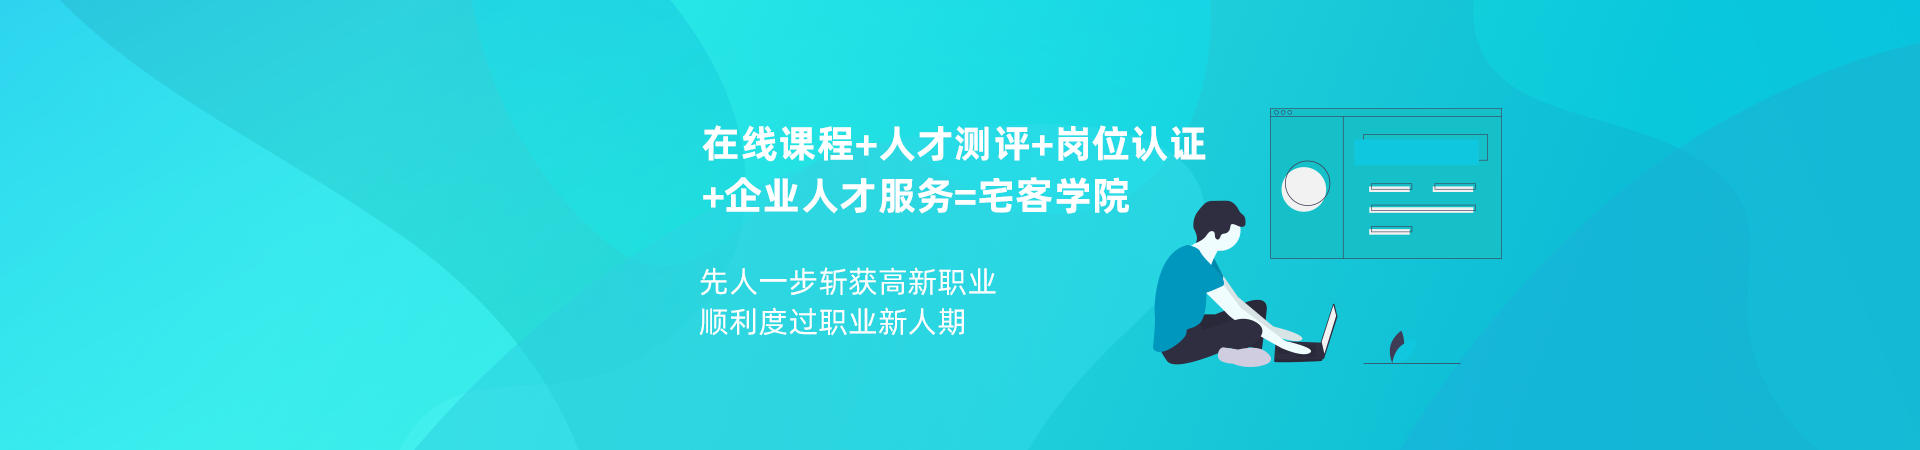 在线课程+人才测评+岗位认证
+企业人才服务=宅客学院
先人一步斩获高新职业
顺利度过职业新人期